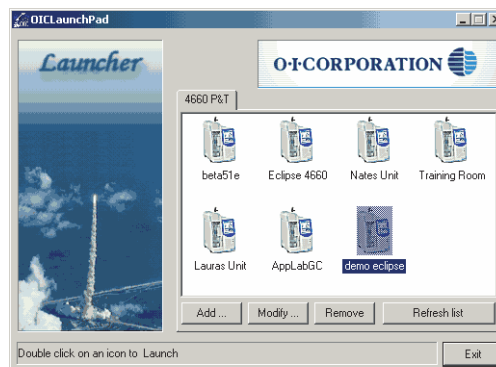 OICLaunchPad
Launcher
O·I·CORPORATION
4660 P&T
beta51e
Eclipse 4660
Nates Unit
Training Room
Lauras Unit
AppLabGC
demo eclipse
Add ...
Modify ...
Remove
Refresh list
Double click on an icon to Launch
Exit